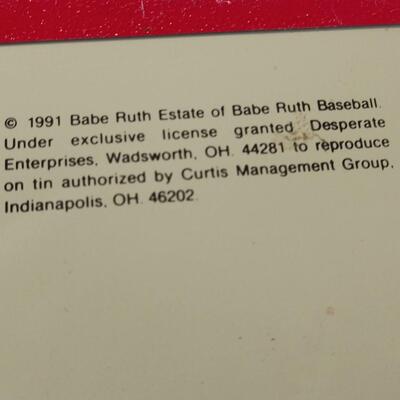 © 1991 Babe Ruth Estate of Babe Ruth Baseball.
Under exclusive license granted Desperate
Enterprises, Wadsworth, OH. 44281 to reproduce
on tin authorized by Curtis Management Group,
Indianapolis, OH. 46202.